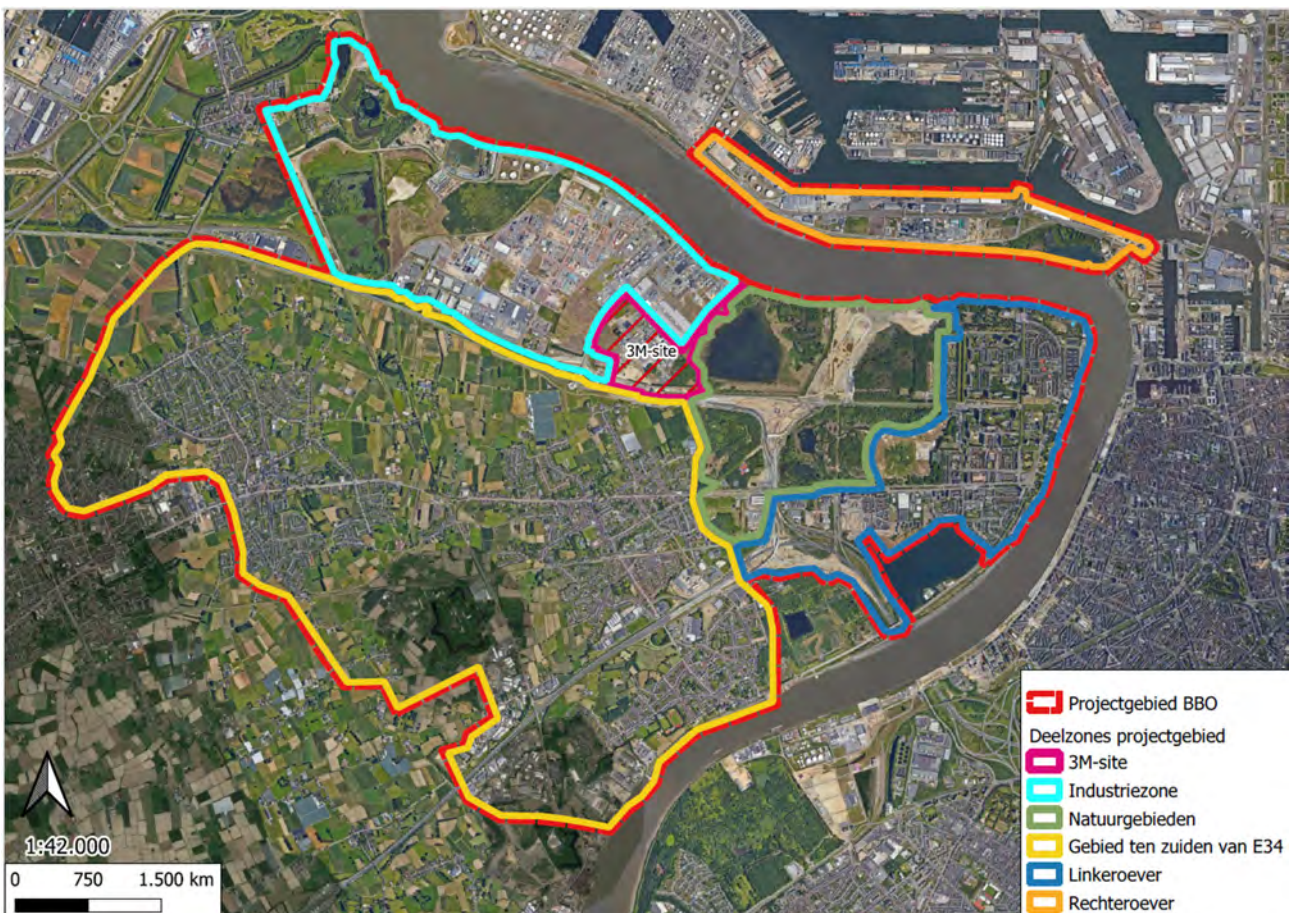 3M-site
Projectgebied BBO
Deelzones projectgebied
3M-site
Industriezone
Natuurgebieden
Gebied ten zuiden van E34
Linkeroever
Rechteroever
1:42.000
0 750 1.500 km